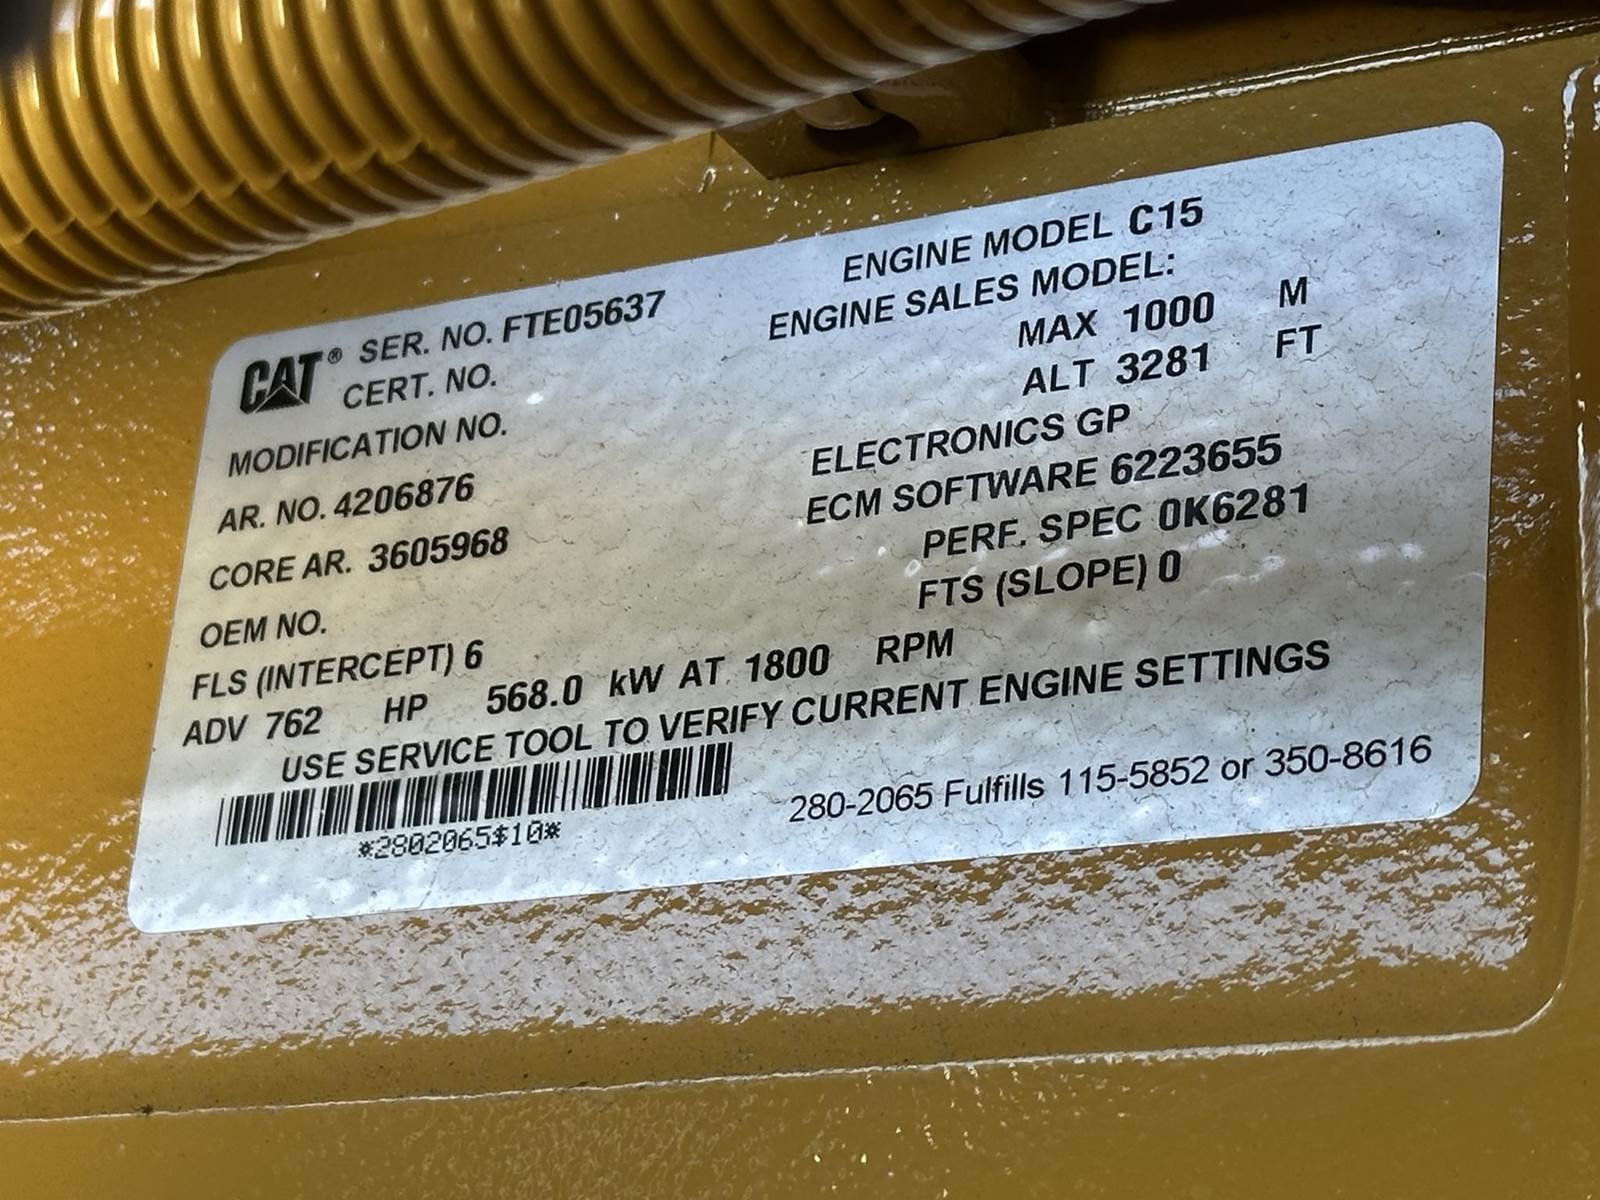 ENGINE MODEL C15
ENGINE SALES MODEL:
CAT® SER. NO. FTE05637
MAX 1000 M
CERT. NO.
ALT 3281 FT
MODIFICATION NO.
ELECTRONICS GP
AR. NO. 4206876
ECM SOFTWARE 6223655
CORE AR. 3605968
PERF. SPEC 0K6281
OEM NO.
FTS (SLOPE) 0
FLS (INTERCEPT) 6
ADV 762 HP 568.0 kW AT 1800 RPM
USE SERVICE TOOL TO VERIFY CURRENT ENGINE SETTINGS
*2802065$10*
280-2065 Fulfills 115-5852 or 350-8616